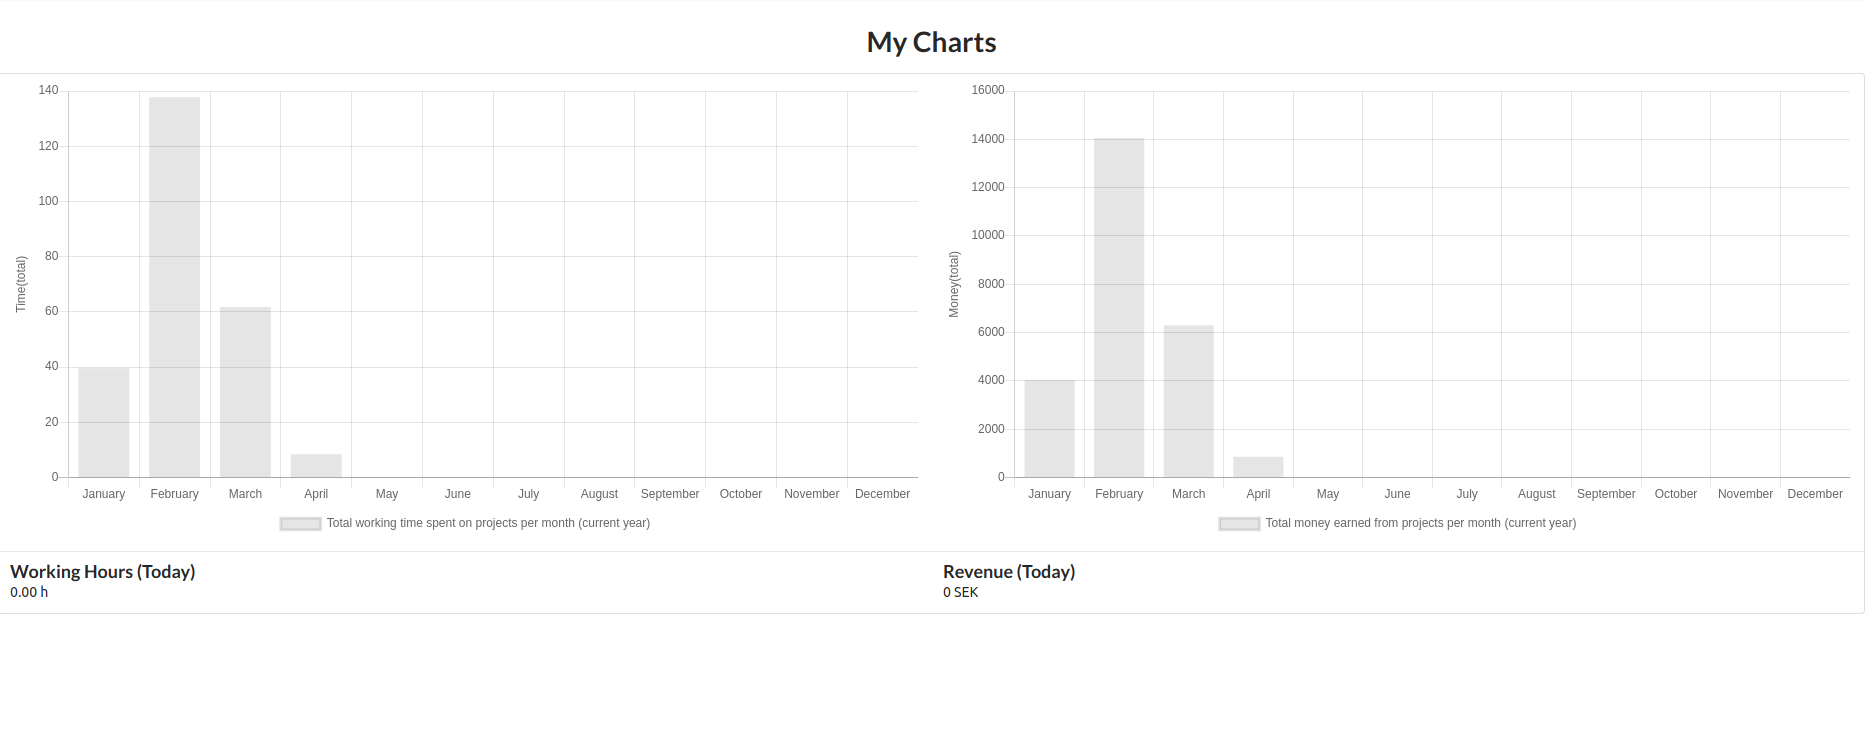 My Charts
140
120
100
80
60
40
20
0
Time(total)
January February March April May June July August September October November December
Total working time spent on projects per month (current year)
16000
14000
12000
10000
8000
6000
4000
2000
0
Money(total)
January February March April May June July August September October November December
Total money earned from projects per month (current year)
Working Hours (Today)
0.00 h
Revenue (Today)
0 SEK